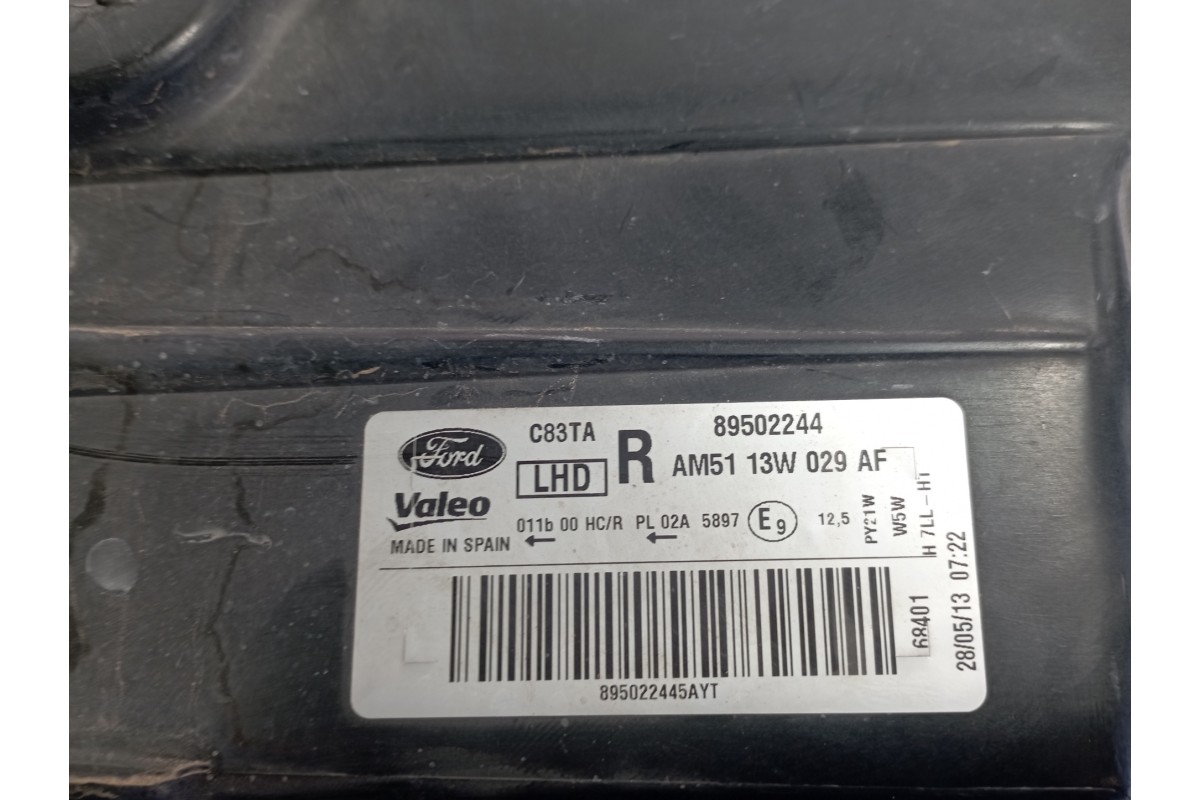 Ford
C83TA
R
89502244
Valeo
LHD
AM51 13W 029 AF
MADE IN SPAIN
011b 00 HC/R PL 02A 5897 E9 12,5
PY21W
W5W
H 7LL-H1
895022445AYT
68401
28/05/13 07:22